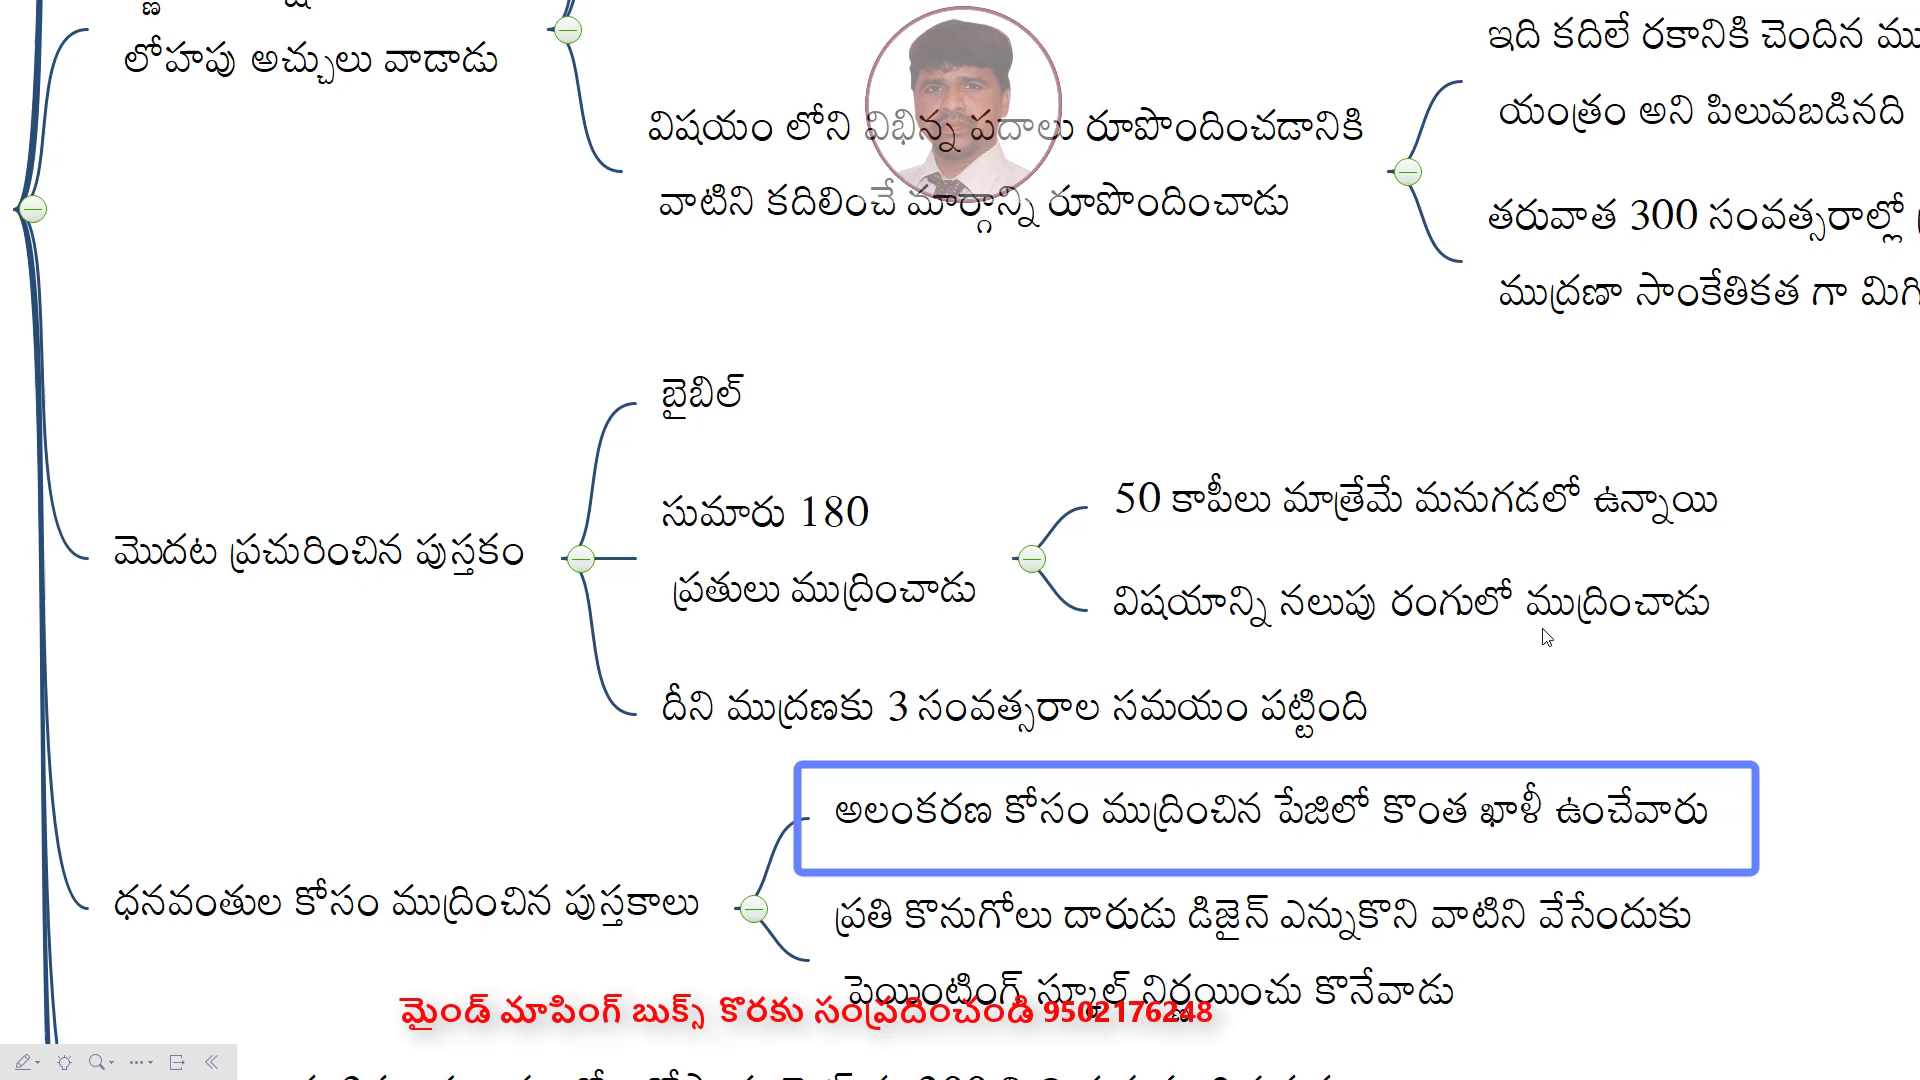 లోహపు అచ్చులు వాడాడు
విషయం లోని విభిన్న పదాలు రూపొందించడానికి
వాటిని కదిలించే మార్గాన్ని రూపొందించాడు
ఇది కదిలే రకానికి చెందిన
యంత్రం అని పిలువబడినది
తరువాత 300 సంవత్సరాల్లో
ముద్రణా సాంకేతికత గా
మొదట ప్రచురించిన పుస్తకం
బైబిల్
సుమారు 180
ప్రతులు ముద్రించాడు
50 కాపీలు మాత్రేమే మనుగడలో ఉన్నాయి
విషయాన్ని నలుపు రంగులో ముద్రించాడు
దీని ముద్రణకు 3 సంవత్సరాల సమయం పట్టింది
ధనవంతుల కోసం ముద్రించిన పుస్తకాలు
అలంకరణ కోసం ముద్రించిన పేజిలో కొంత ఖాళీ ఉంచేవారు
ప్రతి కొనుగోలు దారుడు డిజైన్ ఎన్నుకొని వాటిని వేసేందుకు
పెయింటింగ్ స్కూల్ నిర్ణయించు కొనేవాడు
మైండ్ మాపింగ్ బుక్స్ కొరకు సంప్రదించండి 9502176248